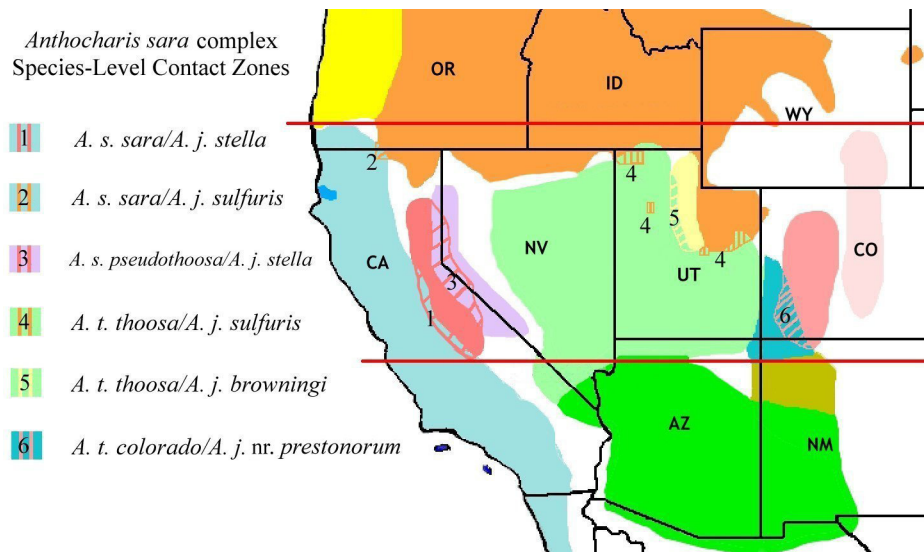 Anthocharis sara complex
Species-Level Contact Zones
1 A. s. sara/A. j. stella
2 A. s. sara/A. j. sulfuris
3 A. s. pseudothoosa/A. j. stella
4 A. t. thoosa/A. j. sulfuris
5 A. t. thoosa/A. j. browningi
6 A. t. colorado/A. j. nr. prestonorum
OR
ID
WY
2
4
4
5
4
NV
CA
UT
CO
3
1
6
AZ
NM